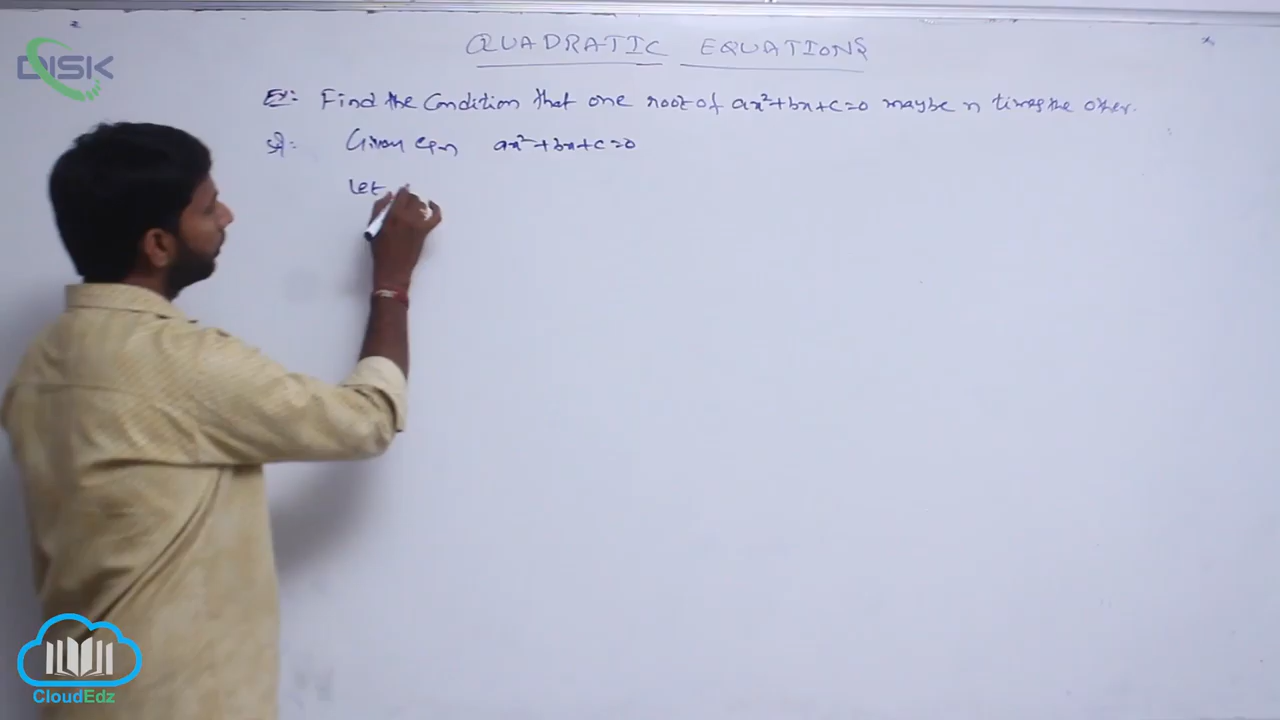 DISK
QUADRATIC EQUATIONS
Ex:- Find the Condition that one root of ax²+bx+c=0 maybe n times the other.
Given eqn ax²+bx+c=0
Let
CloudEdz